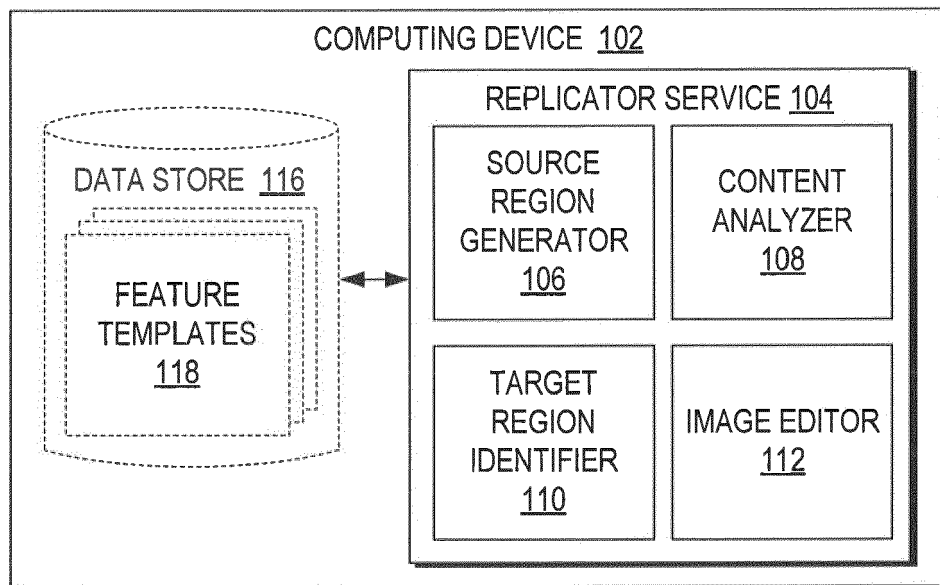 COMPUTING DEVICE 102
DATA STORE 116
FEATURE
TEMPLATES
118
REPLICATOR SERVICE 104
SOURCE
REGION
GENERATOR
106
CONTENT
ANALYZER
108
TARGET
REGION
IDENTIFIER
110
IMAGE EDITOR
112